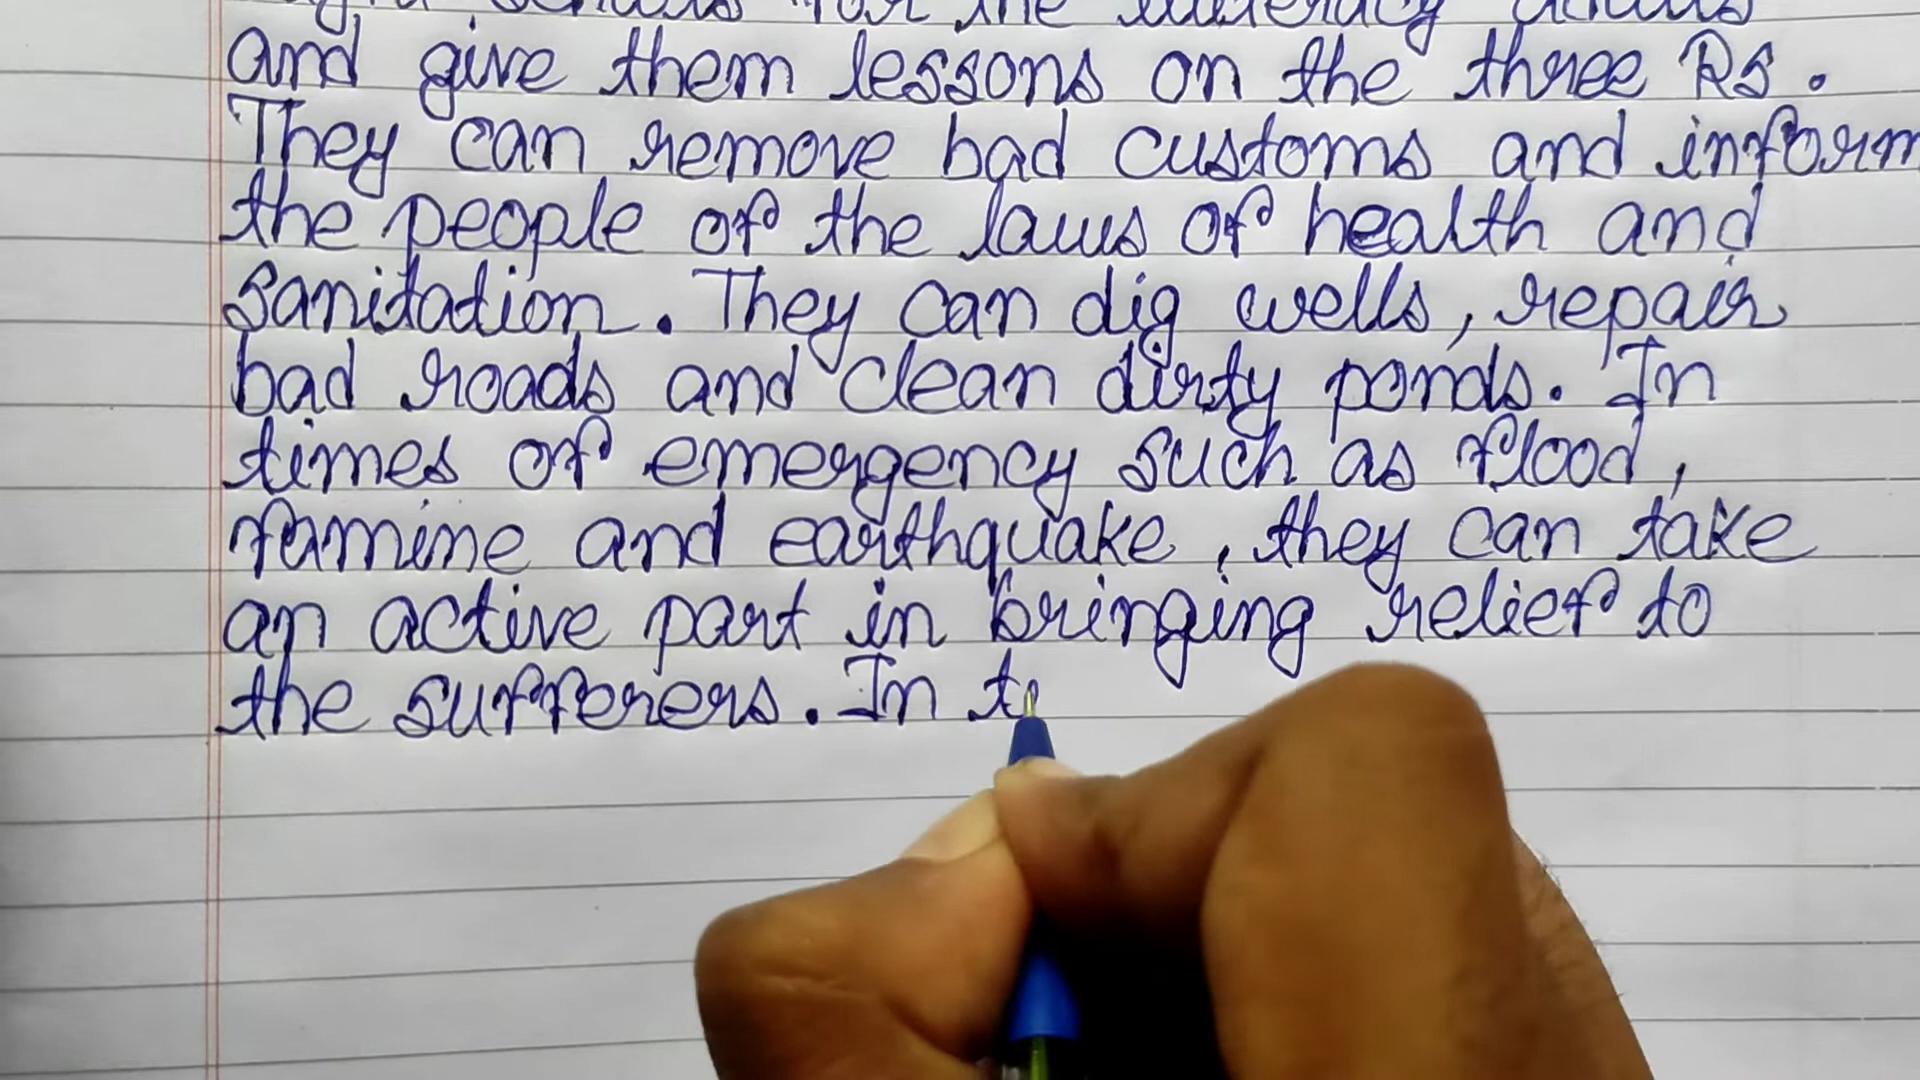 schools for the
and give them lessons on the three Rs.
They can remove bad customs and inform
the people of the laws of health and
sanitation. They can dig wells, repair
bad roads and clean dirty ponds. In
times of emergency such as flood,
famine and earthquake, they can take
an active part in bringing relief to
the sufferers. In